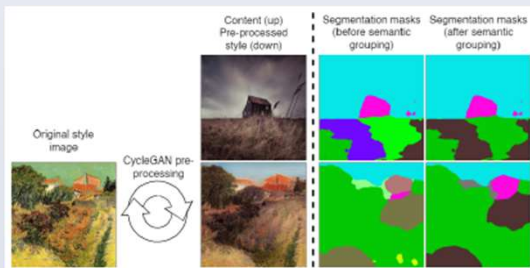 Content (up)
Pre-processed
style (down)
Segmentation masks
(before semantic
grouping)
Segmentation masks
(after semantic
grouping)
Original style
image
CycleGAN pre-
processing